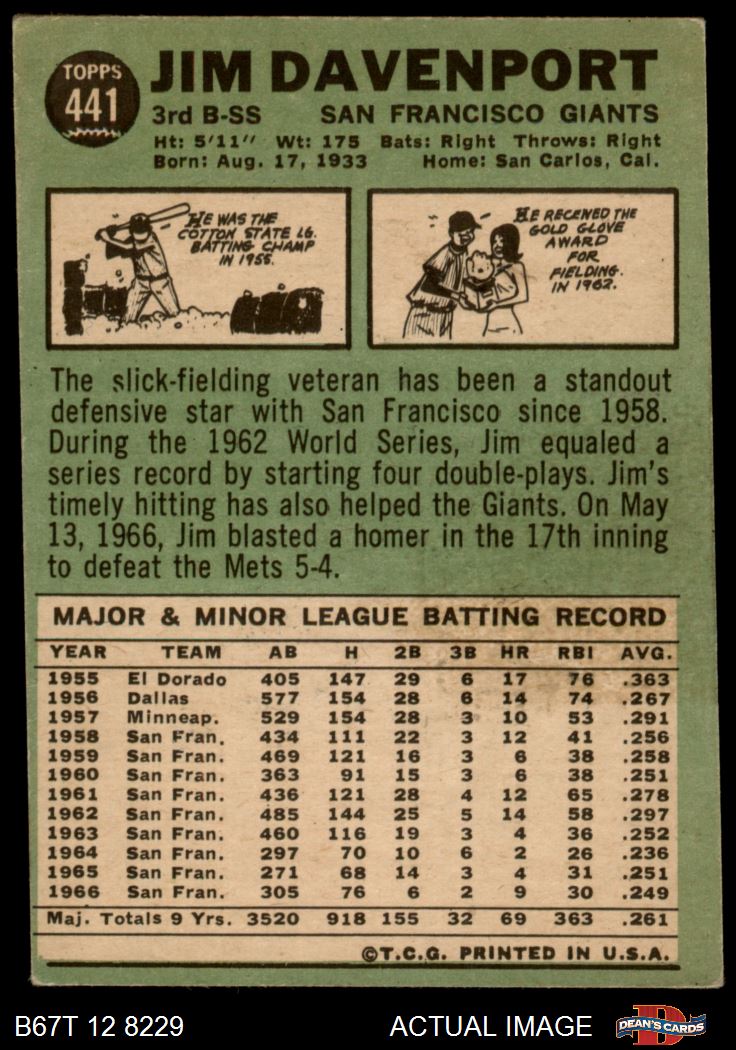 TOPPS
441
JIM DAVENPORT
3rd B-SS SAN FRANCISCO GIANTS
Ht: 5'11" Wt: 175 Bats: Right Throws: Right
Born: Aug. 17, 1933 Home: San Carlos, Cal.
HE WAS THE
COTTON STATE LG.
BATTING CHAMP
IN 1955.
HE RECEIVED THE
GOLD GLOVE
AWARD
FOR
FIELDING.
IN 1962.
The slick-fielding veteran has been a standout
defensive star with San Francisco since 1958.
During the 1962 World Series, Jim equaled a
series record by starting four double-plays. Jim's
timely hitting has also helped the Giants. On May
13, 1966, Jim blasted a homer in the 17th inning
to defeat the Mets 5-4.
MAJOR & MINOR LEAGUE BATTING RECORD
YEAR TEAM AB H 2B 3B HR RBI AVG.
1955 El Dorado 405 147 29 6 17 76 .363
1956 Dallas 577 154 28 6 14 74 .267
1957 Minneap. 529 154 28 3 10 53 .291
1958 San Fran. 434 111 22 3 12 41 .256
1959 San Fran. 469 121 16 3 6 38 .258
1960 San Fran. 363 91 15 3 6 38 .251
1961 San Fran. 436 121 28 4 12 65 .278
1962 San Fran. 485 144 25 5 14 58 .297
1963 San Fran. 460 116 19 3 4 36 .252
1964 San Fran. 297 70 10 6 2 26 .236
1965 San Fran. 271 68 14 3 4 31 .251
1966 San Fran. 305 76 6 2 9 30 .249
Maj. Totals 9 Yrs. 3520 918 155 32 69 363 .261
©T.C.G. PRINTED IN U.S.A.
B67T 12 8229 ACTUAL IMAGE DEAN'S CARDS